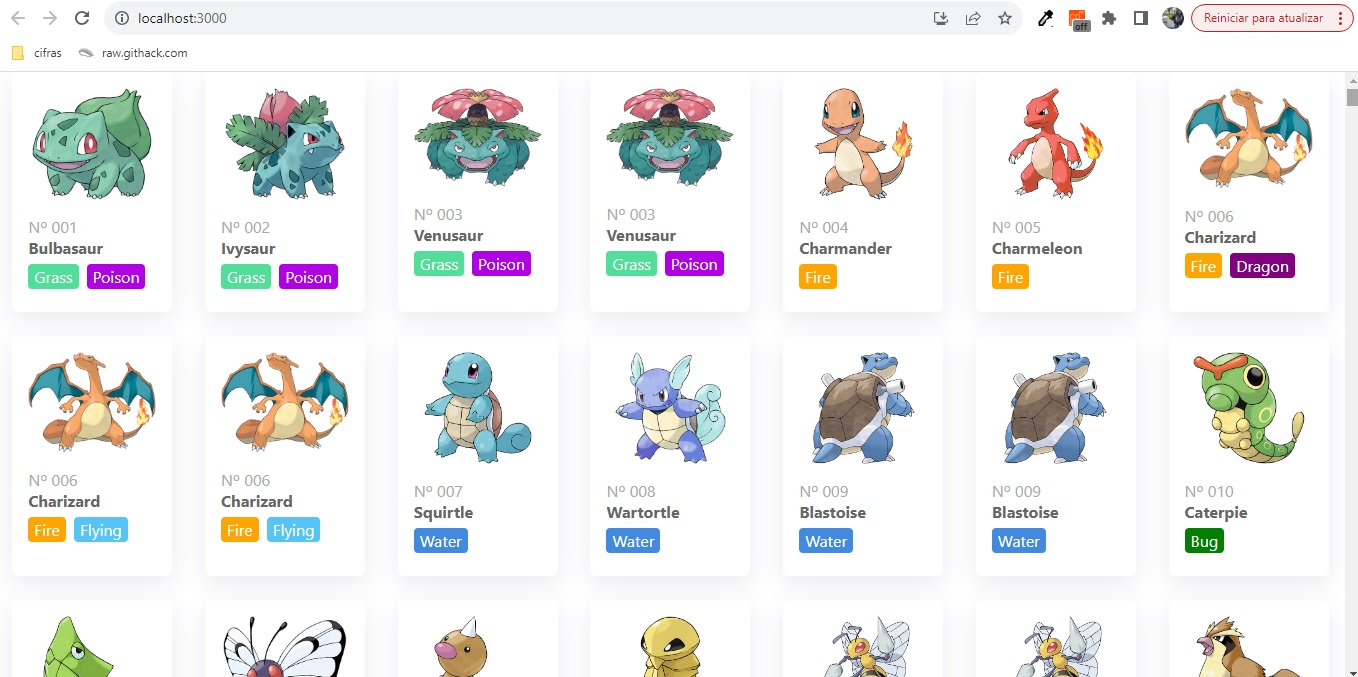 localhost:3000
off
Reiniciar para atualizar
cifras
raw.githack.com
Nº 001
Bulbasaur
Grass Poison
Nº 002
Ivysaur
Grass Poison
Nº 003
Venusaur
Grass Poison
Nº 003
Venusaur
Grass Poison
Nº 004
Charmander
Fire
Nº 005
Charmeleon
Fire
Nº 006
Charizard
Fire Dragon
Nº 006
Charizard
Fire Flying
Nº 006
Charizard
Fire Flying
Nº 007
Squirtle
Water
Nº 008
Wartortle
Water
Nº 009
Blastoise
Water
Nº 009
Blastoise
Water
Nº 010
Caterpie
Bug